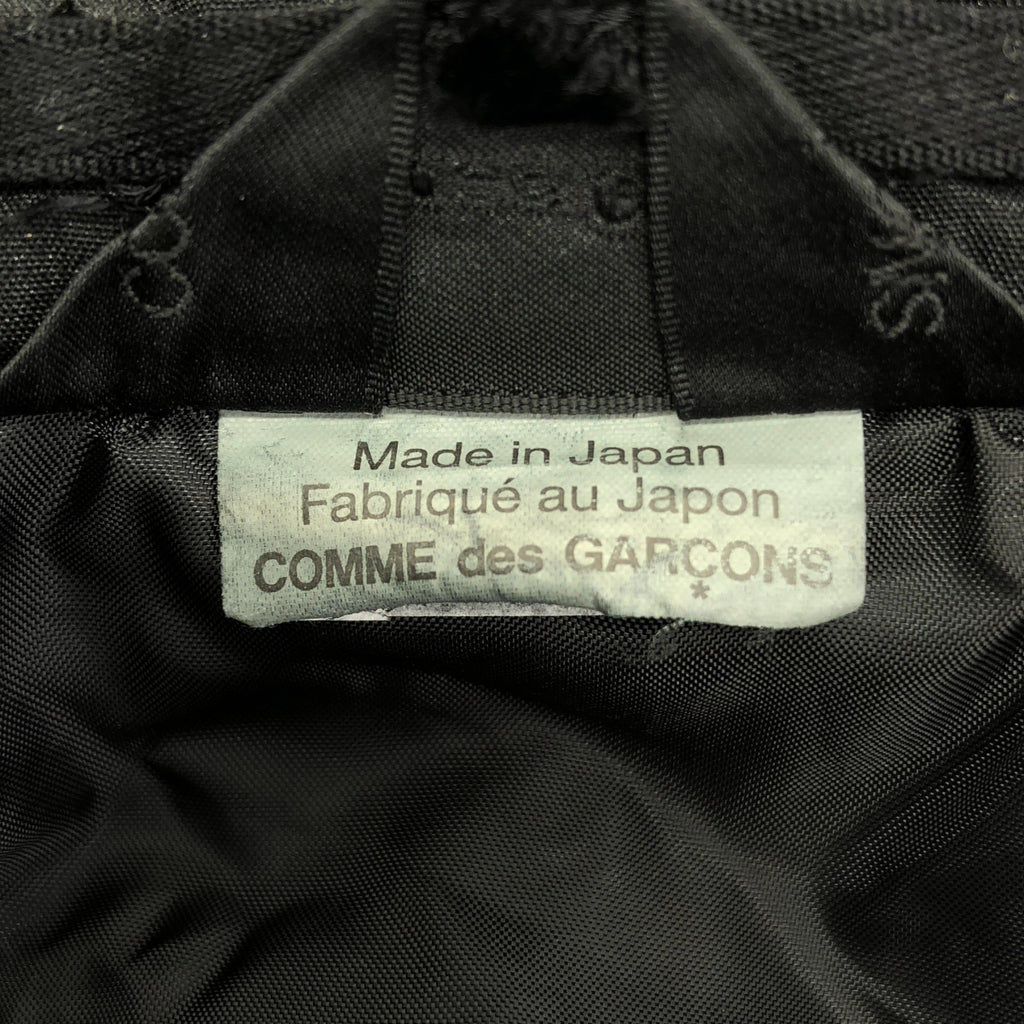 Made in Japan
Fabriqué au Japon
COMME des GARÇONS
*